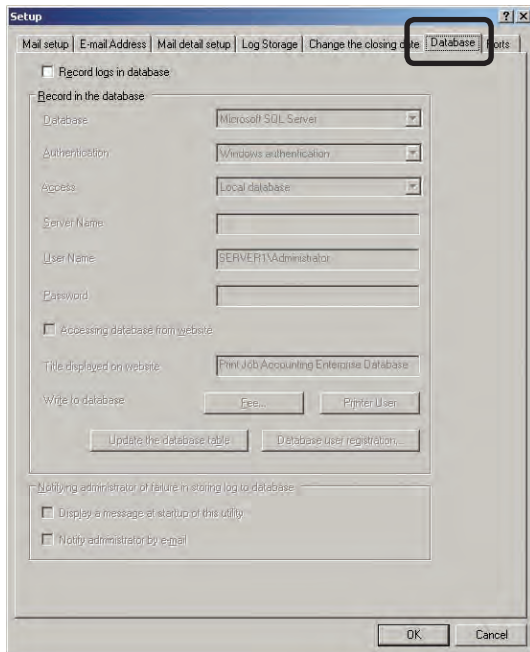 Setup
Mail setup E-mail Address Mail detail setup Log Storage Change the closing date Database Ports
Record logs in database
Record in the database
Database Microsoft SQL Server
Authentication Windows authentication
Access Local database
Server Name
User Name SERVER1\Administrator
Password
Accessing database from website
Title displayed on website Print Job Accounting Enterprise Database
Write to database Fee... Printer User
Update the database table Database user registration...
Notifying administrator of failure in storing log to database
Display a message at startup of this utility
Notify administrator by e-mail
OK Cancel